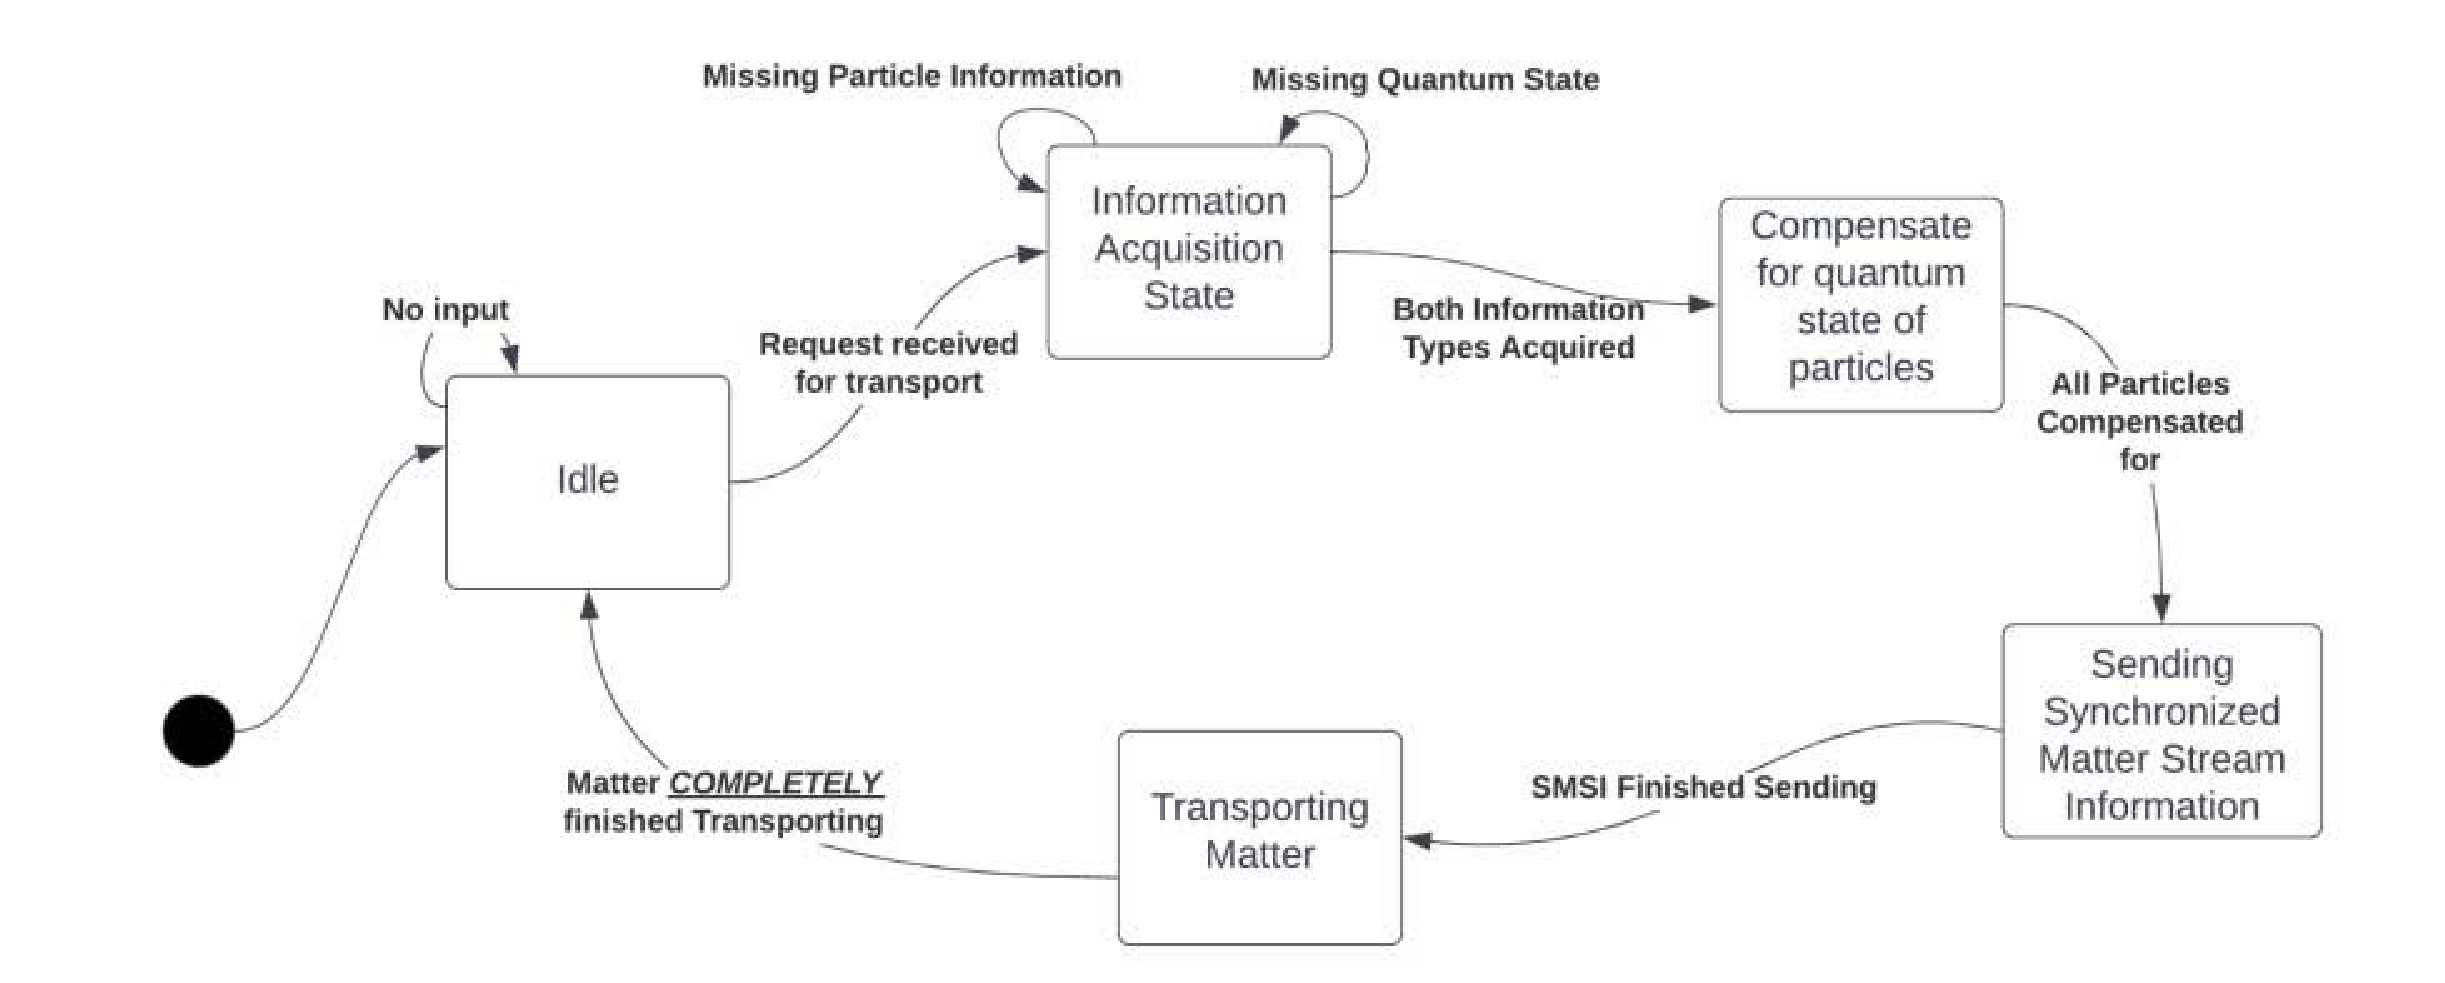 Missing Particle Information
Missing Quantum State
Information
Acquisition
State
Compensate
for quantum
state of
particles
No input
Request received
for transport
Both Information
Types Acquired
All Particles
Compensated
for
Idle
Sending
Synchronized
Matter Stream
Information
Matter COMPLETELY
finished Transporting
Transporting
Matter
SMSI Finished Sending